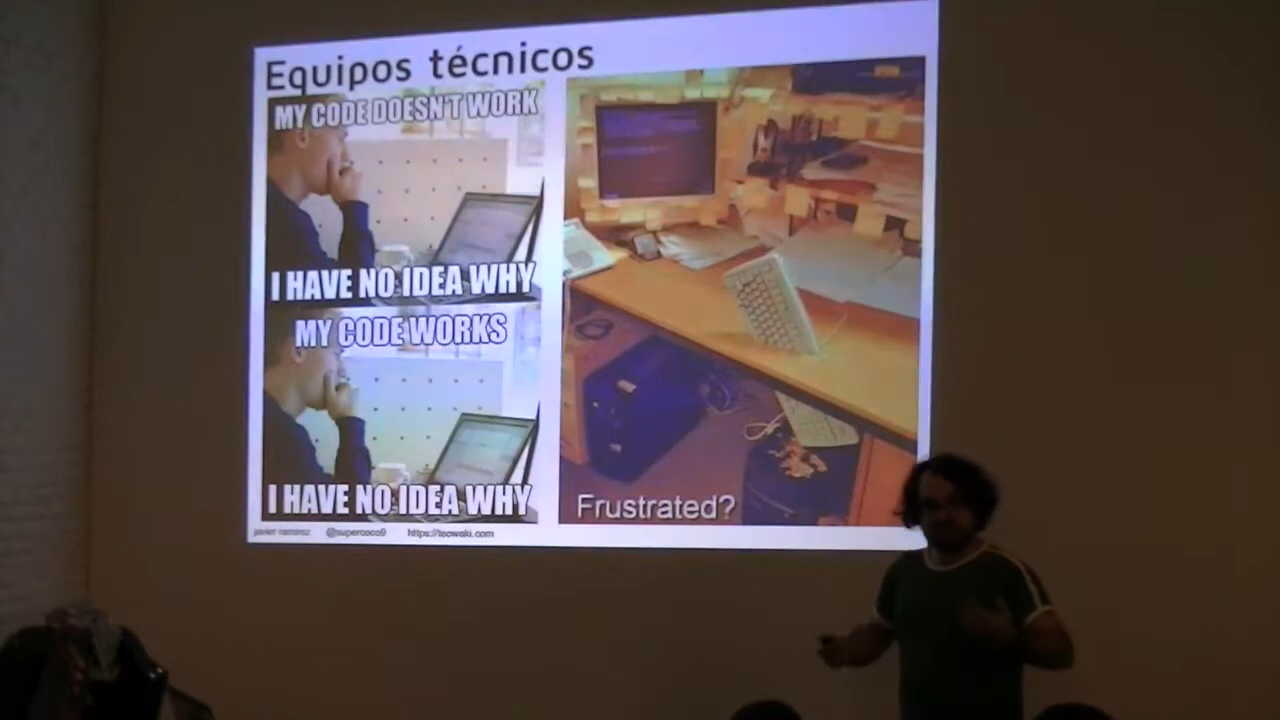 Equipos técnicos
MY CODE DOESN'T WORK
I HAVE NO IDEA WHY
MY CODE WORKS
I HAVE NO IDEA WHY
Frustrated?
javier ramirez @supercoco9 https://teowaki.com